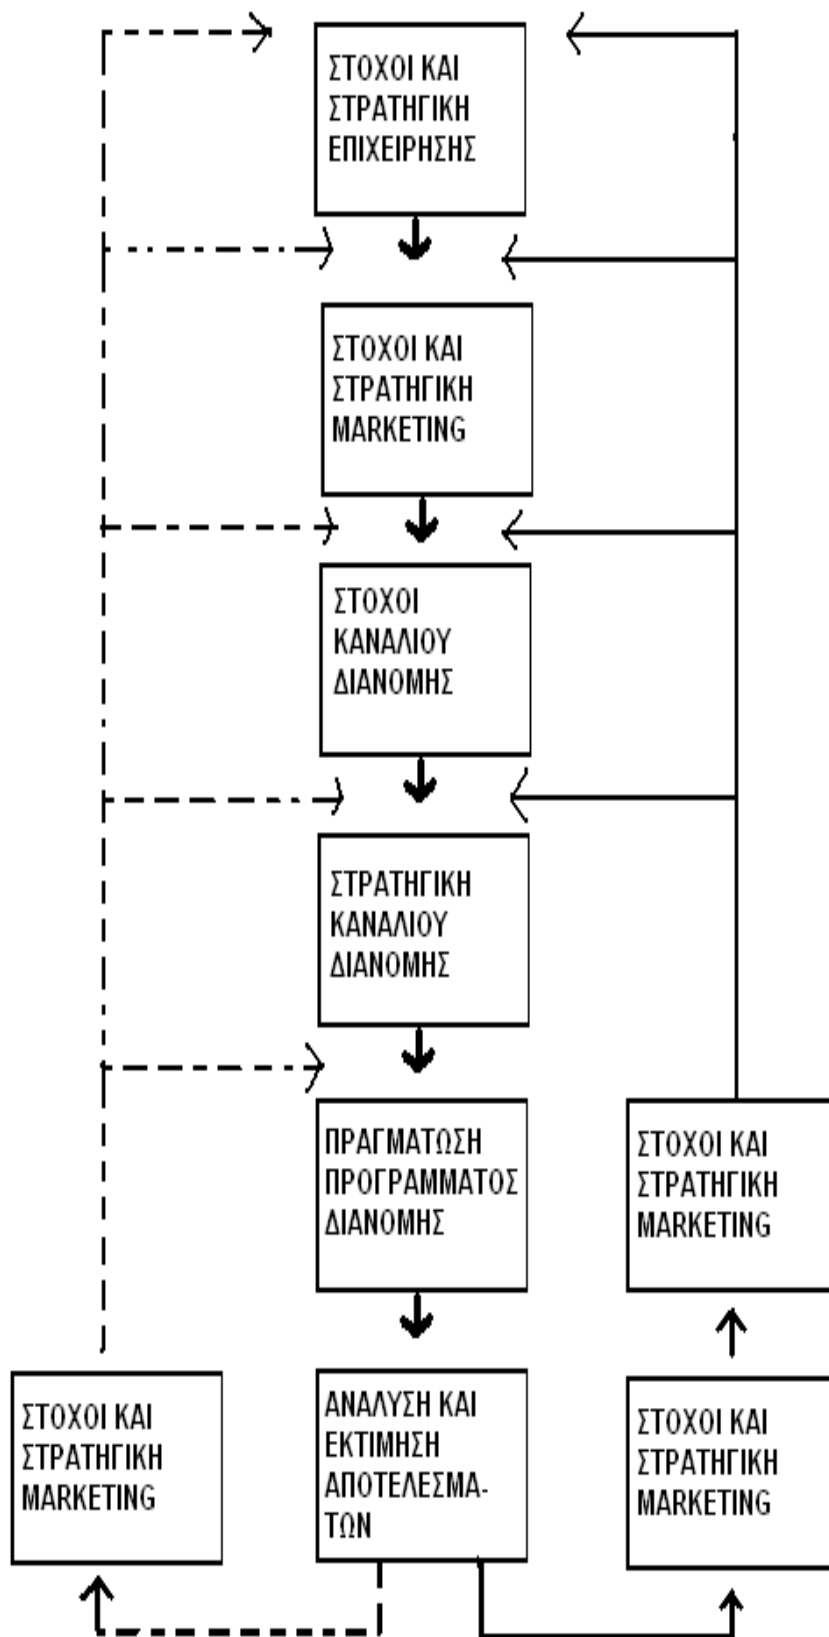 ΣΤΟΧΟΙ ΚΑΙ
ΣΤΡΑΤΗΓΙΚΗ
ΕΠΙΧΕΙΡΗΣΗΣ
ΣΤΟΧΟΙ ΚΑΙ
ΣΤΡΑΤΗΓΙΚΗ
MARKETING
ΣΤΟΧΟΙ
ΚΑΝΑΛΙΟΥ
ΔΙΑΝΟΜΗΣ
ΣΤΡΑΤΗΓΙΚΗ
ΚΑΝΑΛΙΟΥ
ΔΙΑΝΟΜΗΣ
ΠΡΑΓΜΑΤΩΣΗ
ΠΡΟΓΡΑΜΜΑΤΟΣ
ΔΙΑΝΟΜΗΣ
ΣΤΟΧΟΙ ΚΑΙ
ΣΤΡΑΤΗΓΙΚΗ
MARKETING
ΣΤΟΧΟΙ ΚΑΙ
ΣΤΡΑΤΗΓΙΚΗ
MARKETING
ΑΝΑΛΥΣΗ ΚΑΙ
ΕΚΤΙΜΗΣΗ
ΑΠΟΤΕΛΕΣΜΑ-
ΤΩΝ
ΣΤΟΧΟΙ ΚΑΙ
ΣΤΡΑΤΗΓΙΚΗ
MARKETING